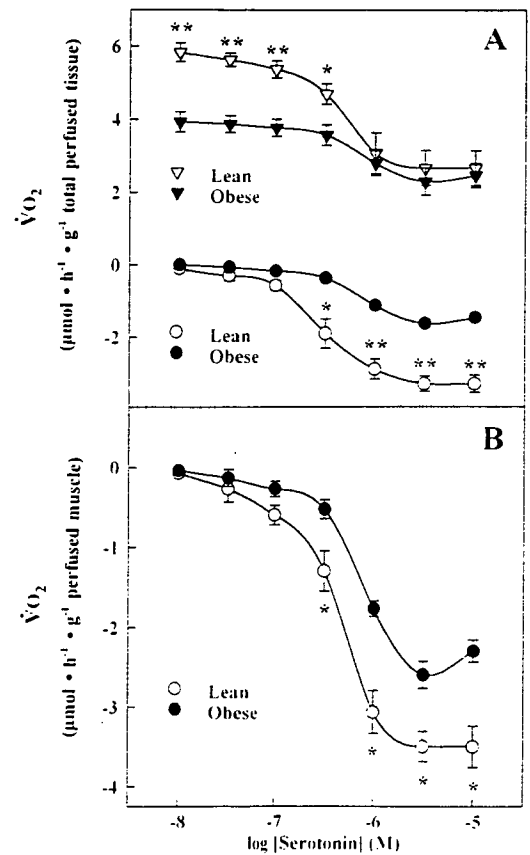 A
** ** ** *
6
4
2
0
-2
Lean
Obese
Lean
Obese
*
** ** **
V̇O₂
(μmol • h⁻¹ • g⁻¹ total perfused tissue)
B
0
-1
-2
-3
-4
*
* * *
Lean
Obese
V̇O₂
(μmol • h⁻¹ • g⁻¹ perfused muscle)
-8 -7 -6 -5
log [Serotonin] (M)